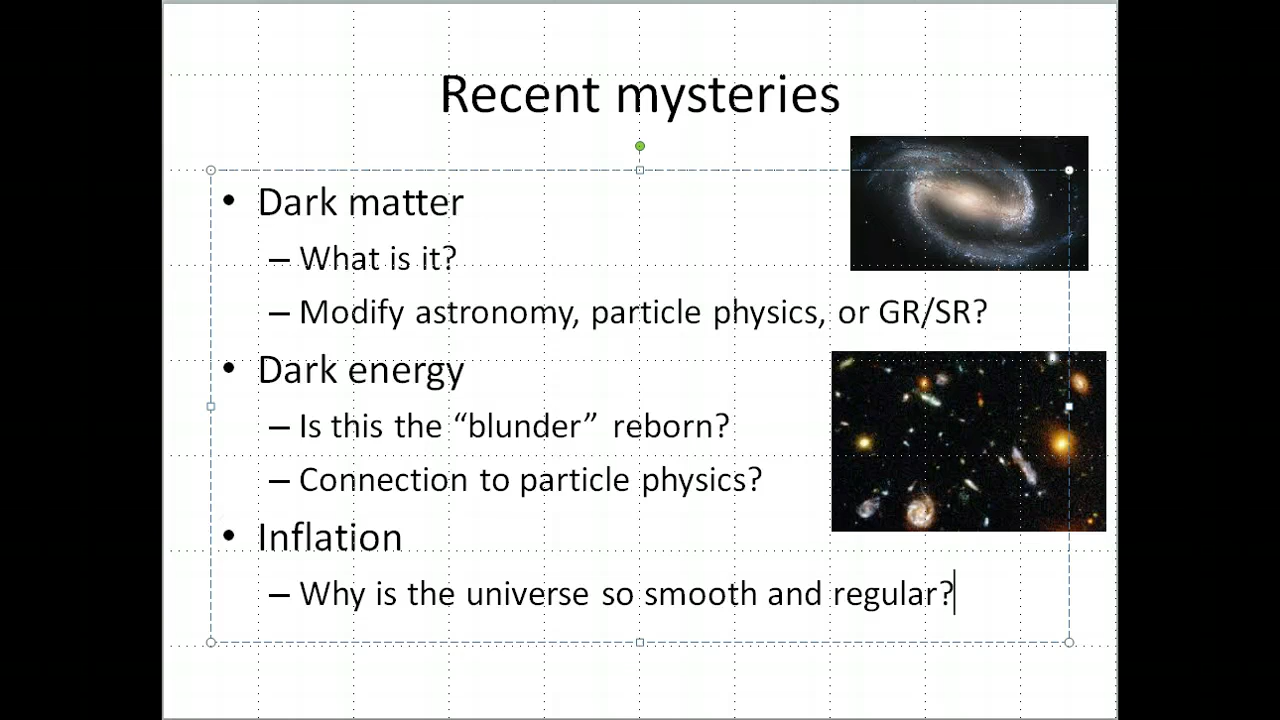 Recent mysteries
• Dark matter
– What is it?
– Modify astronomy, particle physics, or GR/SR?
• Dark energy
– Is this the “blunder” reborn?
– Connection to particle physics?
• Inflation
– Why is the universe so smooth and regular?